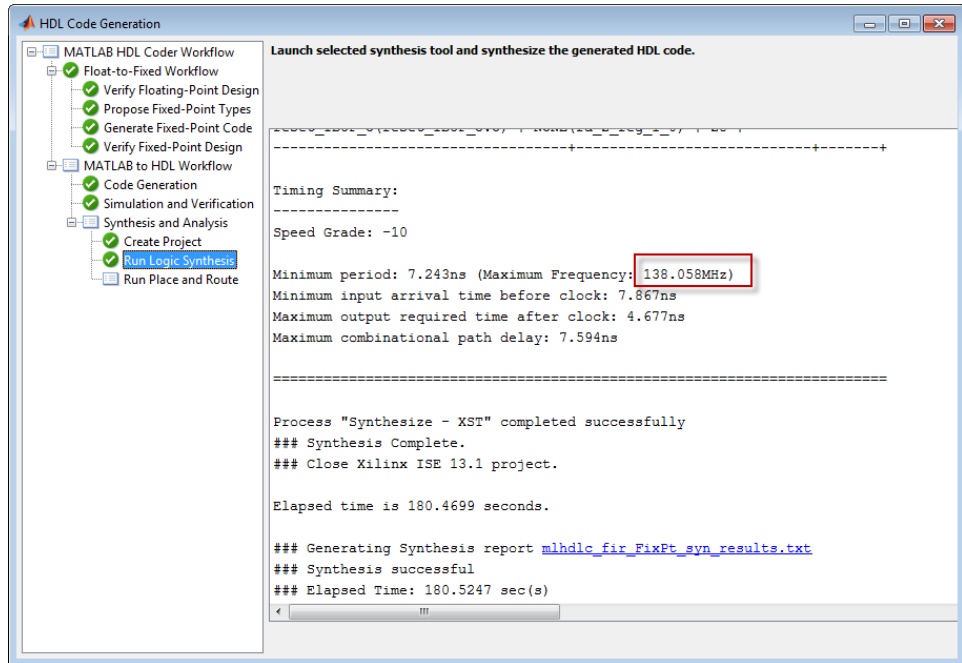 HDL Code Generation
MATLAB HDL Coder Workflow
Float-to-Fixed Workflow
Verify Floating-Point Design
Propose Fixed-Point Types
Generate Fixed-Point Code
Verify Fixed-Point Design
MATLAB to HDL Workflow
Code Generation
Simulation and Verification
Synthesis and Analysis
Create Project
Run Logic Synthesis
Run Place and Route
Launch selected synthesis tool and synthesize the generated HDL code.
-----------------------------------+----------------------------+-------+
Timing Summary:
---------------
Speed Grade: -10
Minimum period: 7.243ns (Maximum Frequency: 138.058MHz)
Minimum input arrival time before clock: 7.867ns
Maximum output required time after clock: 4.677ns
Maximum combinational path delay: 7.594ns
=========================================================================
Process "Synthesize - XST" completed successfully
### Synthesis Complete.
### Close Xilinx ISE 13.1 project.
Elapsed time is 180.4699 seconds.
### Generating Synthesis report mlhdlc_fir_FixPt_syn_results.txt
### Synthesis successful
### Elapsed Time: 180.5247 sec(s)